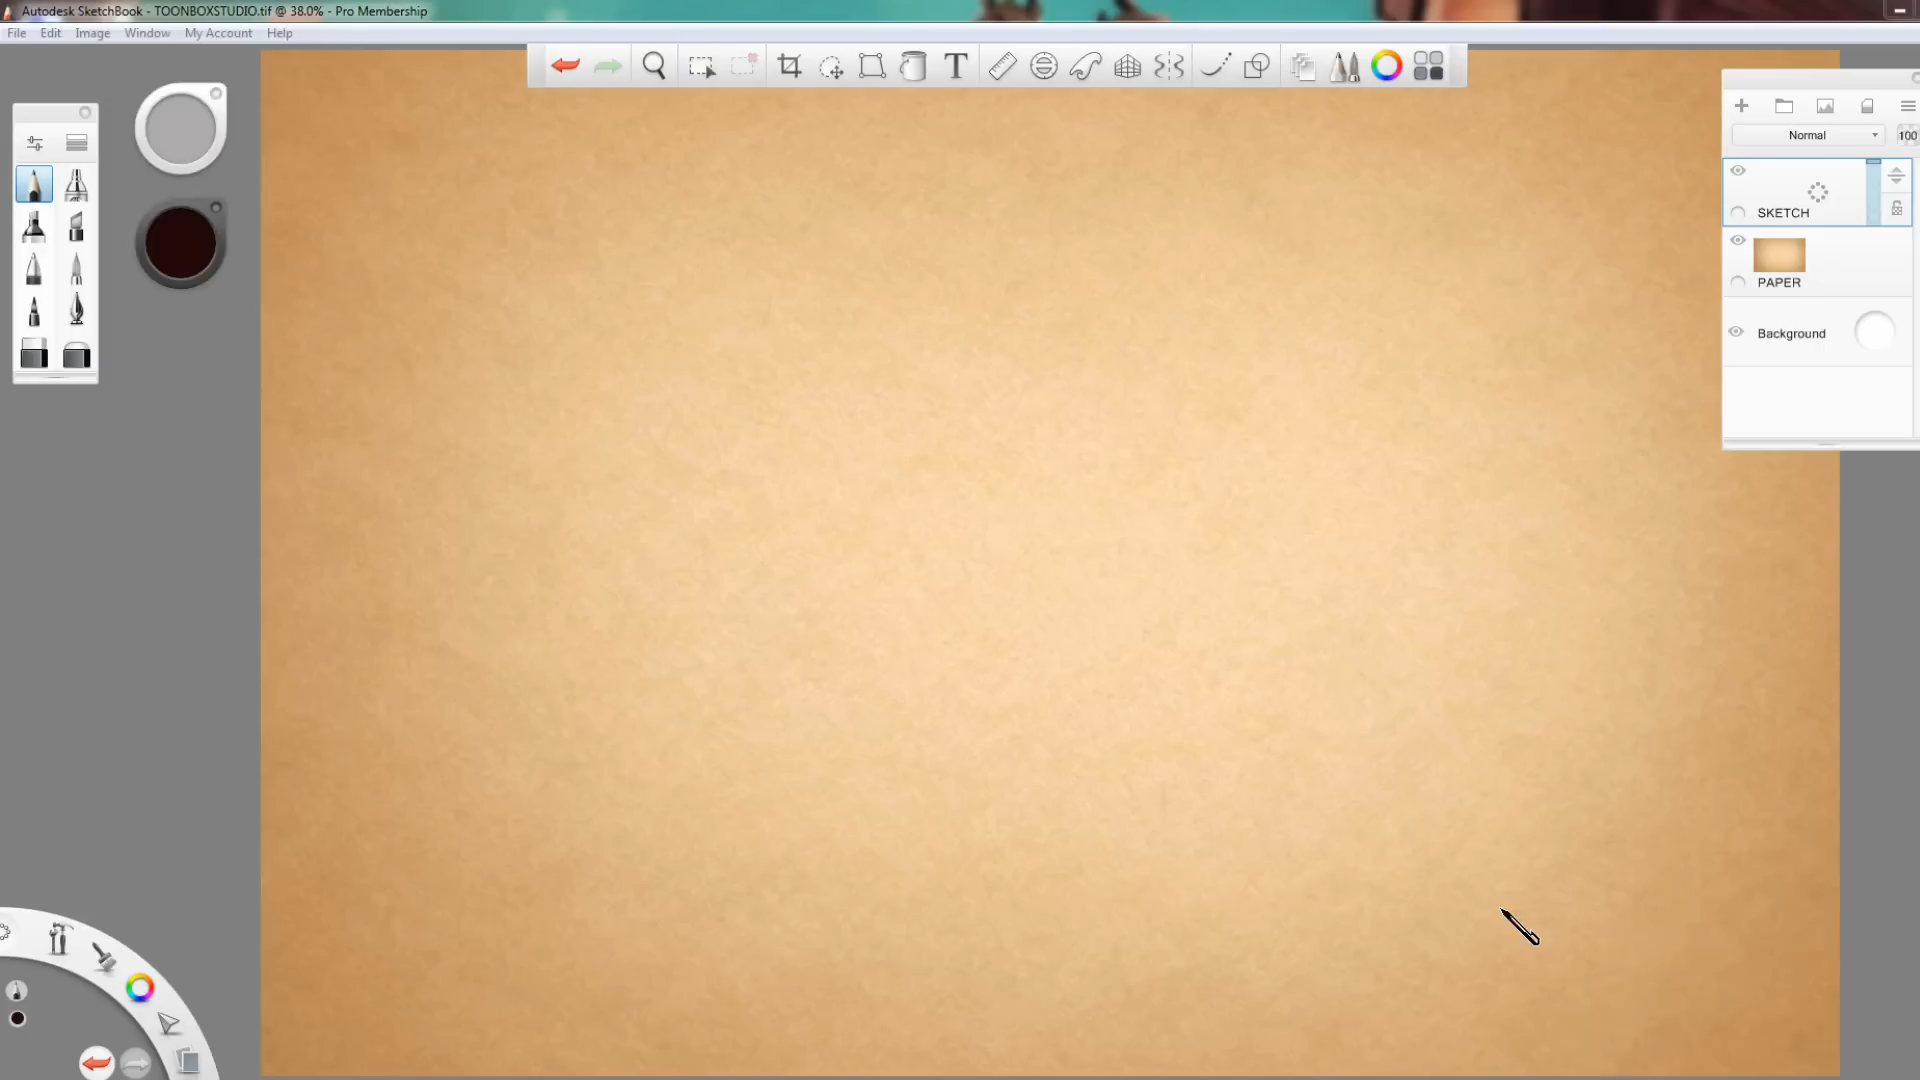 Autodesk SketchBook - TOONBOXSTUDIO.tif @ 38.0% - Pro Membership
File Edit Image Window My Account Help
T
Normal 100
SKETCH
PAPER
Background